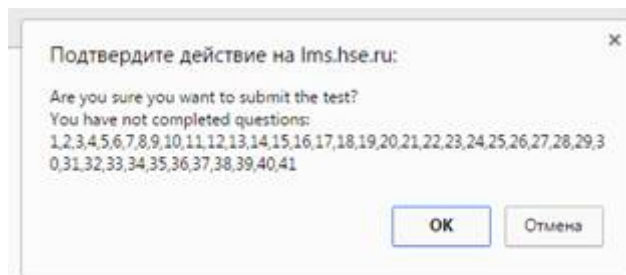 Подтвердите действие на lms.hse.ru:
Are you sure you want to submit the test?
You have not completed questions:
1,2,3,4,5,6,7,8,9,10,11,12,13,14,15,16,17,18,19,20,21,22,23,24,25,26,27,28,29,3
0,31,32,33,34,35,36,37,38,39,40,41
OK Отмена